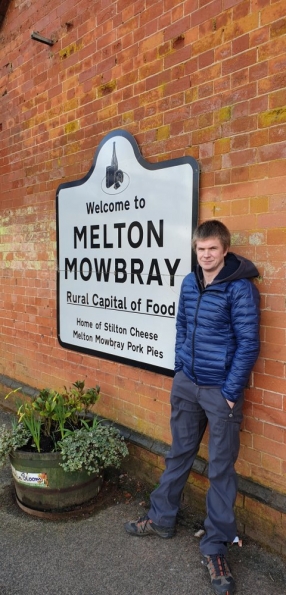 Welcome to
MELTON
MOWBRAY
Rural Capital of Food
Home of Stilton Cheese
Melton Mowbray Pork Pies